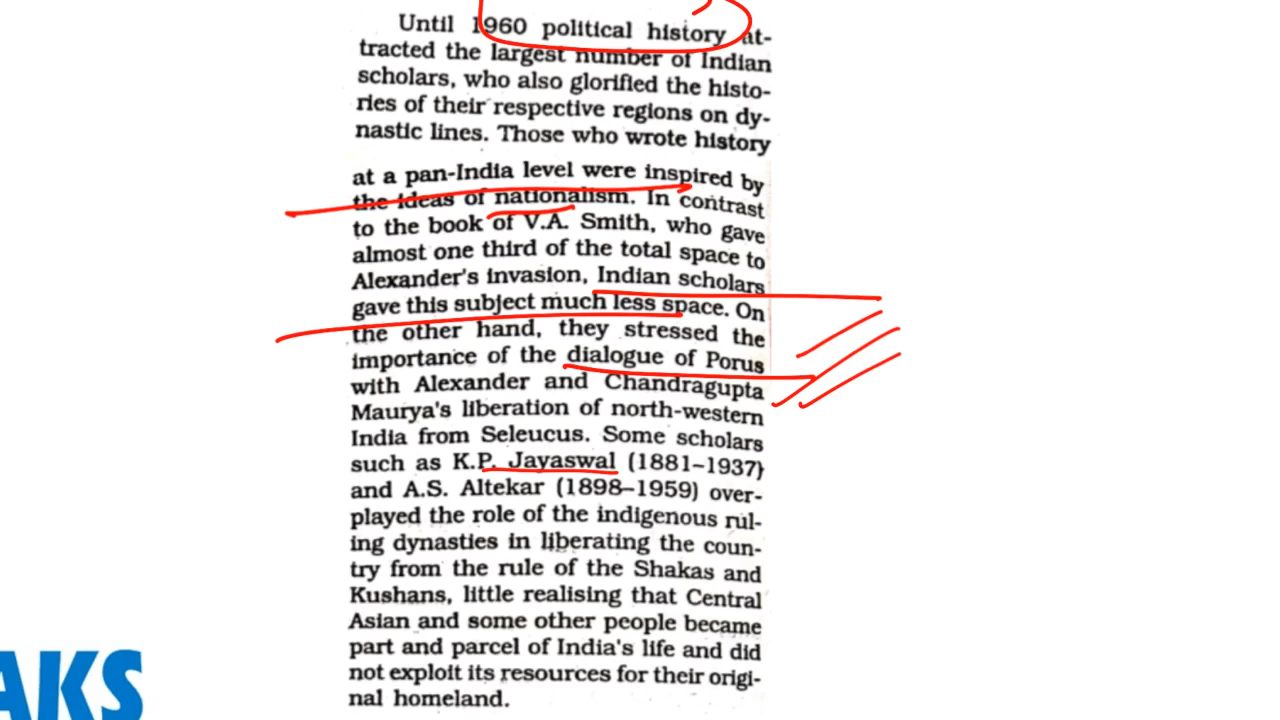 Until 1960 political history at-
tracted the largest number of Indian
scholars, who also glorified the histo-
ries of their respective regions on dy-
nastic lines. Those who wrote history
at a pan-India level were inspired by
the ideas of nationalism. In contrast
to the book of V.A. Smith, who gave
almost one third of the total space to
Alexander's invasion, Indian scholars
gave this subject much less space. On
the other hand, they stressed the
importance of the dialogue of Porus
with Alexander and Chandragupta
Maurya's liberation of north-western
India from Seleucus. Some scholars
such as K.P. Jayaswal (1881–1937)
and A.S. Altekar (1898–1959) over-
played the role of the indigenous rul-
ing dynasties in liberating the coun-
try from the rule of the Shakas and
Kushans, little realising that Central
Asian and some other people became
part and parcel of India's life and did
not exploit its resources for their origi-
nal homeland.
AKS